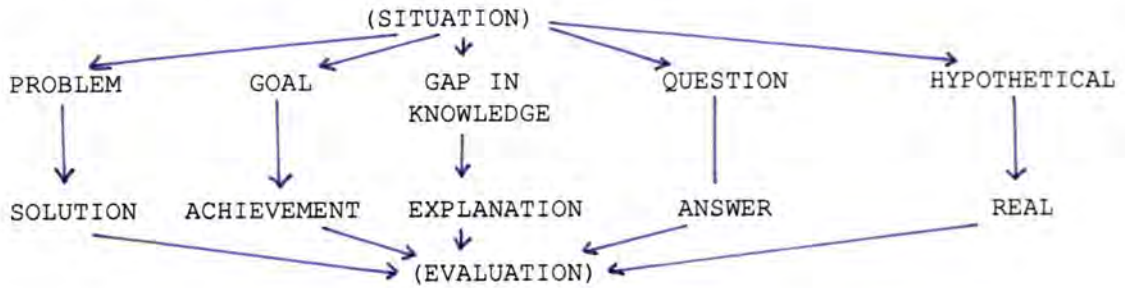 (SITUATION)
PROBLEM GOAL GAP IN QUESTION HYPOTHETICAL
KNOWLEDGE
SOLUTION ACHIEVEMENT EXPLANATION ANSWER REAL
(EVALUATION)